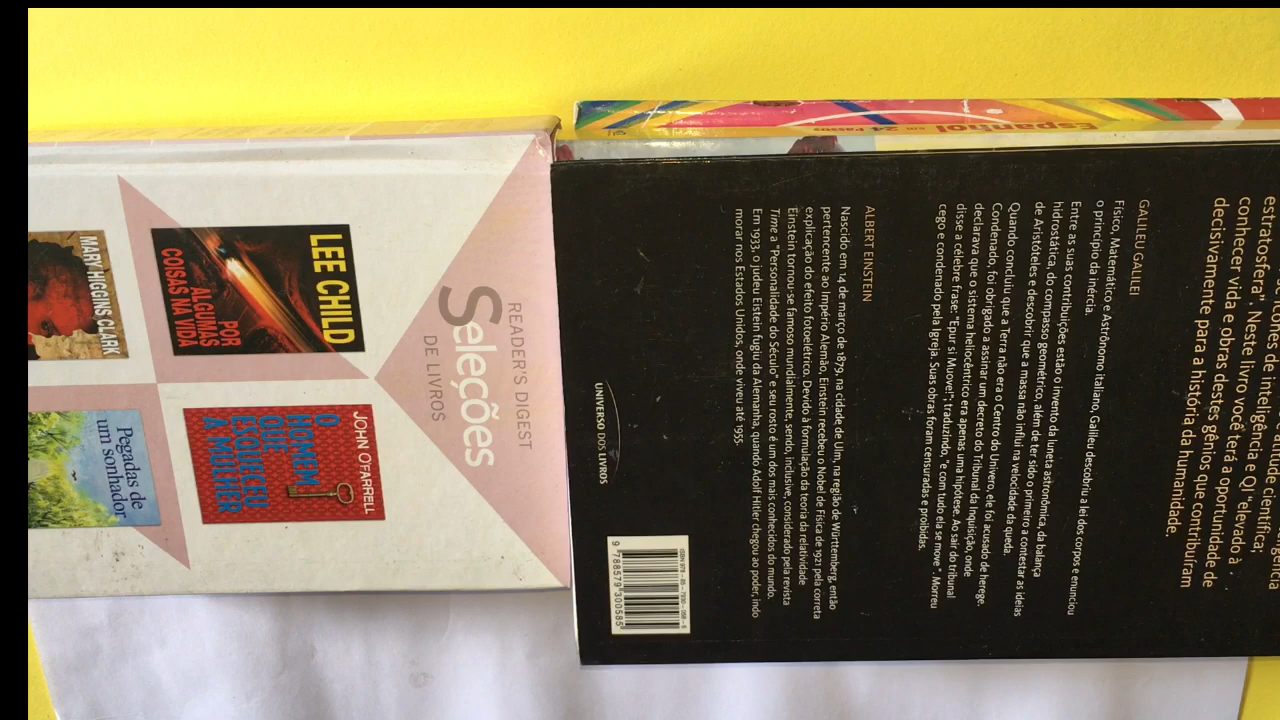 READER'S DIGEST
Seleções
DE LIVROS
LEE CHILD
POR
ALGUMAS
COISAS NA VIDA
JOHN O'FARRELL
O
HOMEM
QUE
ESQUECEU
A MULHER
MARY HIGGINS CLARK
Pegadas de
um sonhador
Espanhol em 24 Passos
estratosfera". Neste livro você terá a oportunidade de
conhecer vida e obras destes gênios que contribuíram
decisivamente para a história da humanidade.
GALILEU GALILEI
Físico, Matemático e Astrônomo italiano, Galileu descobriu a lei dos corpos e enunciou
o princípio da inércia.
Entre as suas contribuições estão o invento da luneta astronômica, da balança
hidrostática, do compasso geométrico, além de ter sido o primeiro a contestar as ideias
de Aristóteles e descobrir que a massa não influi na velocidade da queda.
Quando concluiu que a Terra não era o Centro do Univero, ele foi acusado de herege.
Condenado, foi obrigado a assinar um decreto do Tribunal da Inquisição, onde
declarava que o sistema heliocêntrico era apenas uma hipótese. Ao sair do tribunal
disse a célebre frase: "Epur si Muove!", traduzindo, "e com tudo ela se move". Morreu
cego e condenado pela Igreja. Suas obras foram censuradas e proibidas.
ALBERT EINSTEIN
Nascido em 14 de março de 1879, na cidade de Ulm, na região de Württemberg, então
pertencente ao Império Alemão, Einstein recebeu o Nobel de Física de 1921 pela correta
explicação do efeito fotoelétrico. Devido à formulação da teoria da relatividade
Einstein tornou-se famoso mundialmente, sendo, inclusive, considerado pela revista
Time a "Personalidade do Século" e seu rosto é um dos mais conhecidos do mundo.
Em 1933, o judeu Eistein fugiu da Alemanha, quando Adolf Hitler chegou ao poder, indo
morar nos Estados Unidos, onde viveu até 1955.
UNIVERSO DOS LIVROS
9 788579 300585